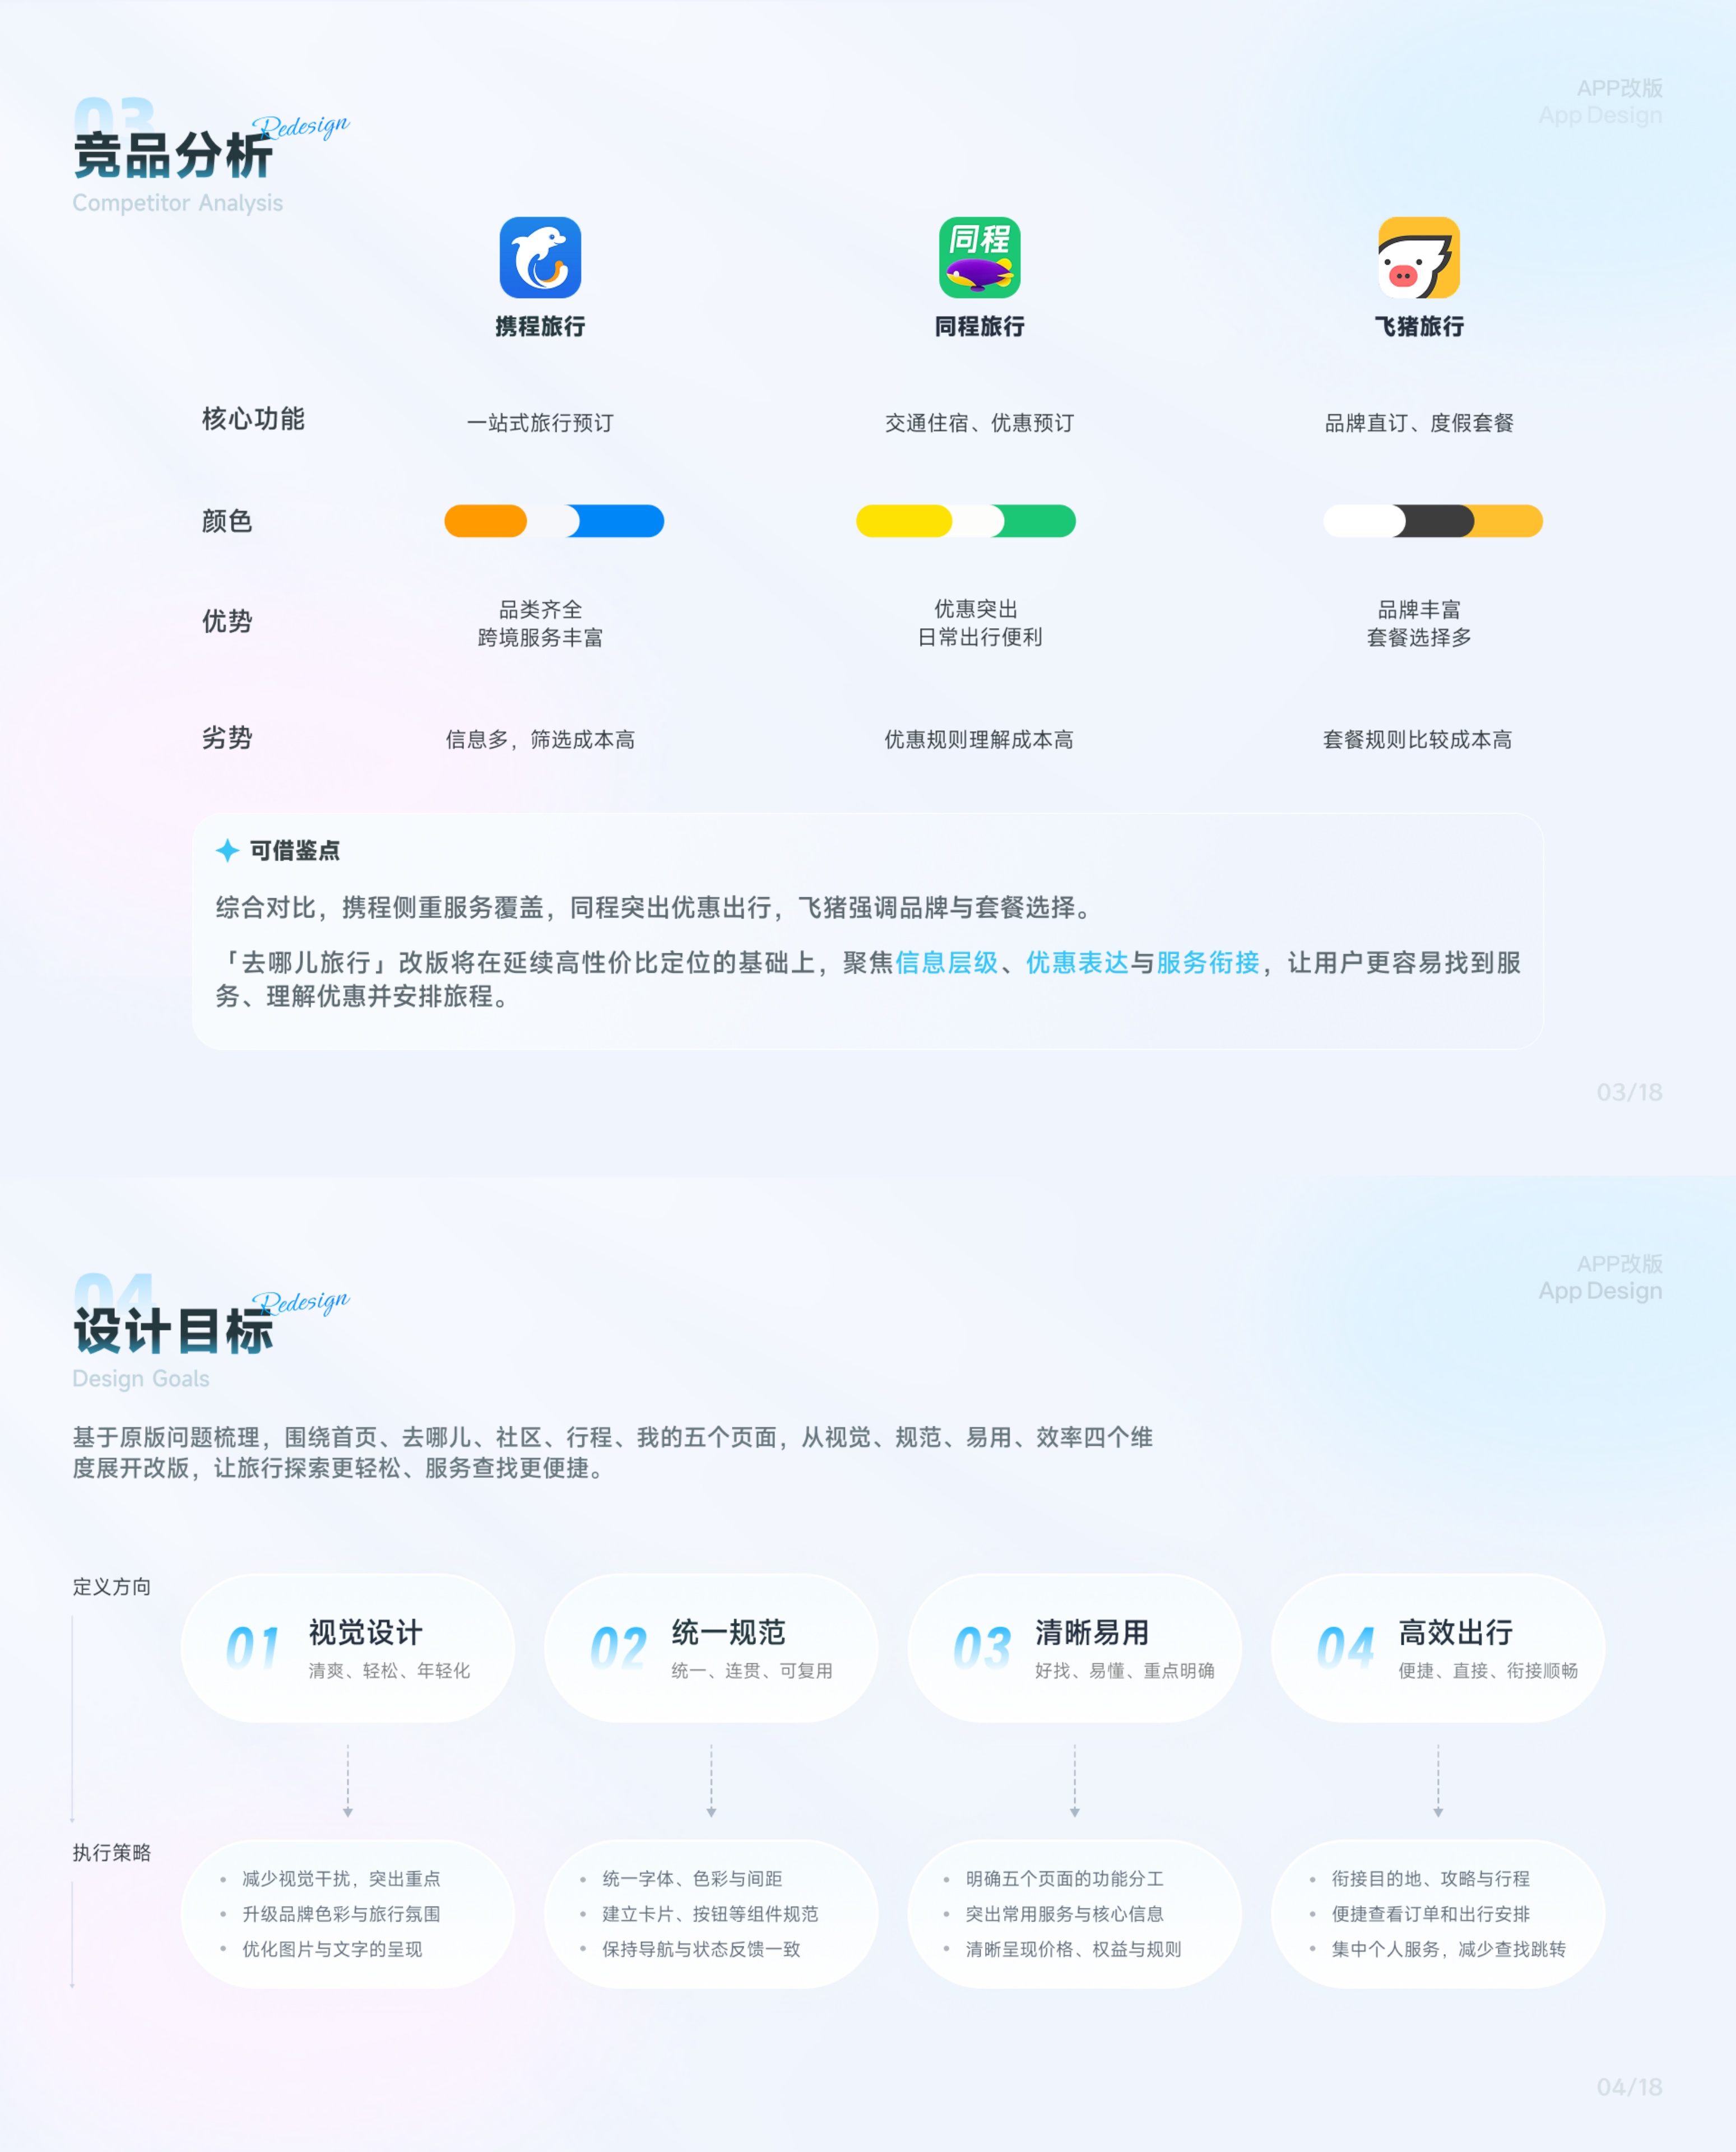 03
竞品分析
Redesign
Competitor Analysis
APP改版
App Design
同程
携程旅行
同程旅行
飞猪旅行
核心功能
一站式旅行预订
交通住宿、优惠预订
品牌直订、度假套餐
颜色
优势
品类齐全
跨境服务丰富
优惠突出
日常出行便利
品牌丰富
套餐选择多
劣势
信息多，筛选成本高
优惠规则理解成本高
套餐规则比较成本高
可借鉴点
综合对比，携程侧重服务覆盖，同程突出优惠出行，飞猪强调品牌与套餐选择。
「去哪儿旅行」改版将在延续高性价比定位的基础上，聚焦信息层级、优惠表达与服务衔接，让用户更容易找到服
务、理解优惠并安排旅程。
03/18
04
设计目标
Redesign
Design Goals
APP改版
App Design
基于原版问题梳理，围绕首页、去哪儿、社区、行程、我的五个页面，从视觉、规范、易用、效率四个维
度展开改版，让旅行探索更轻松、服务查找更便捷。
定义方向
01
视觉设计
清爽、轻松、年轻化
02
统一规范
统一、连贯、可复用
03
清晰易用
好找、易懂、重点明确
04
高效出行
便捷、直接、衔接顺畅
执行策略
• 减少视觉干扰，突出重点
• 升级品牌色彩与旅行氛围
• 优化图片与文字的呈现
• 统一字体、色彩与间距
• 建立卡片、按钮等组件规范
• 保持导航与状态反馈一致
• 明确五个页面的功能分工
• 突出常用服务与核心信息
• 清晰呈现价格、权益与规则
• 衔接目的地、攻略与行程
• 便捷查看订单和出行安排
• 集中个人服务，减少查找跳转
04/18